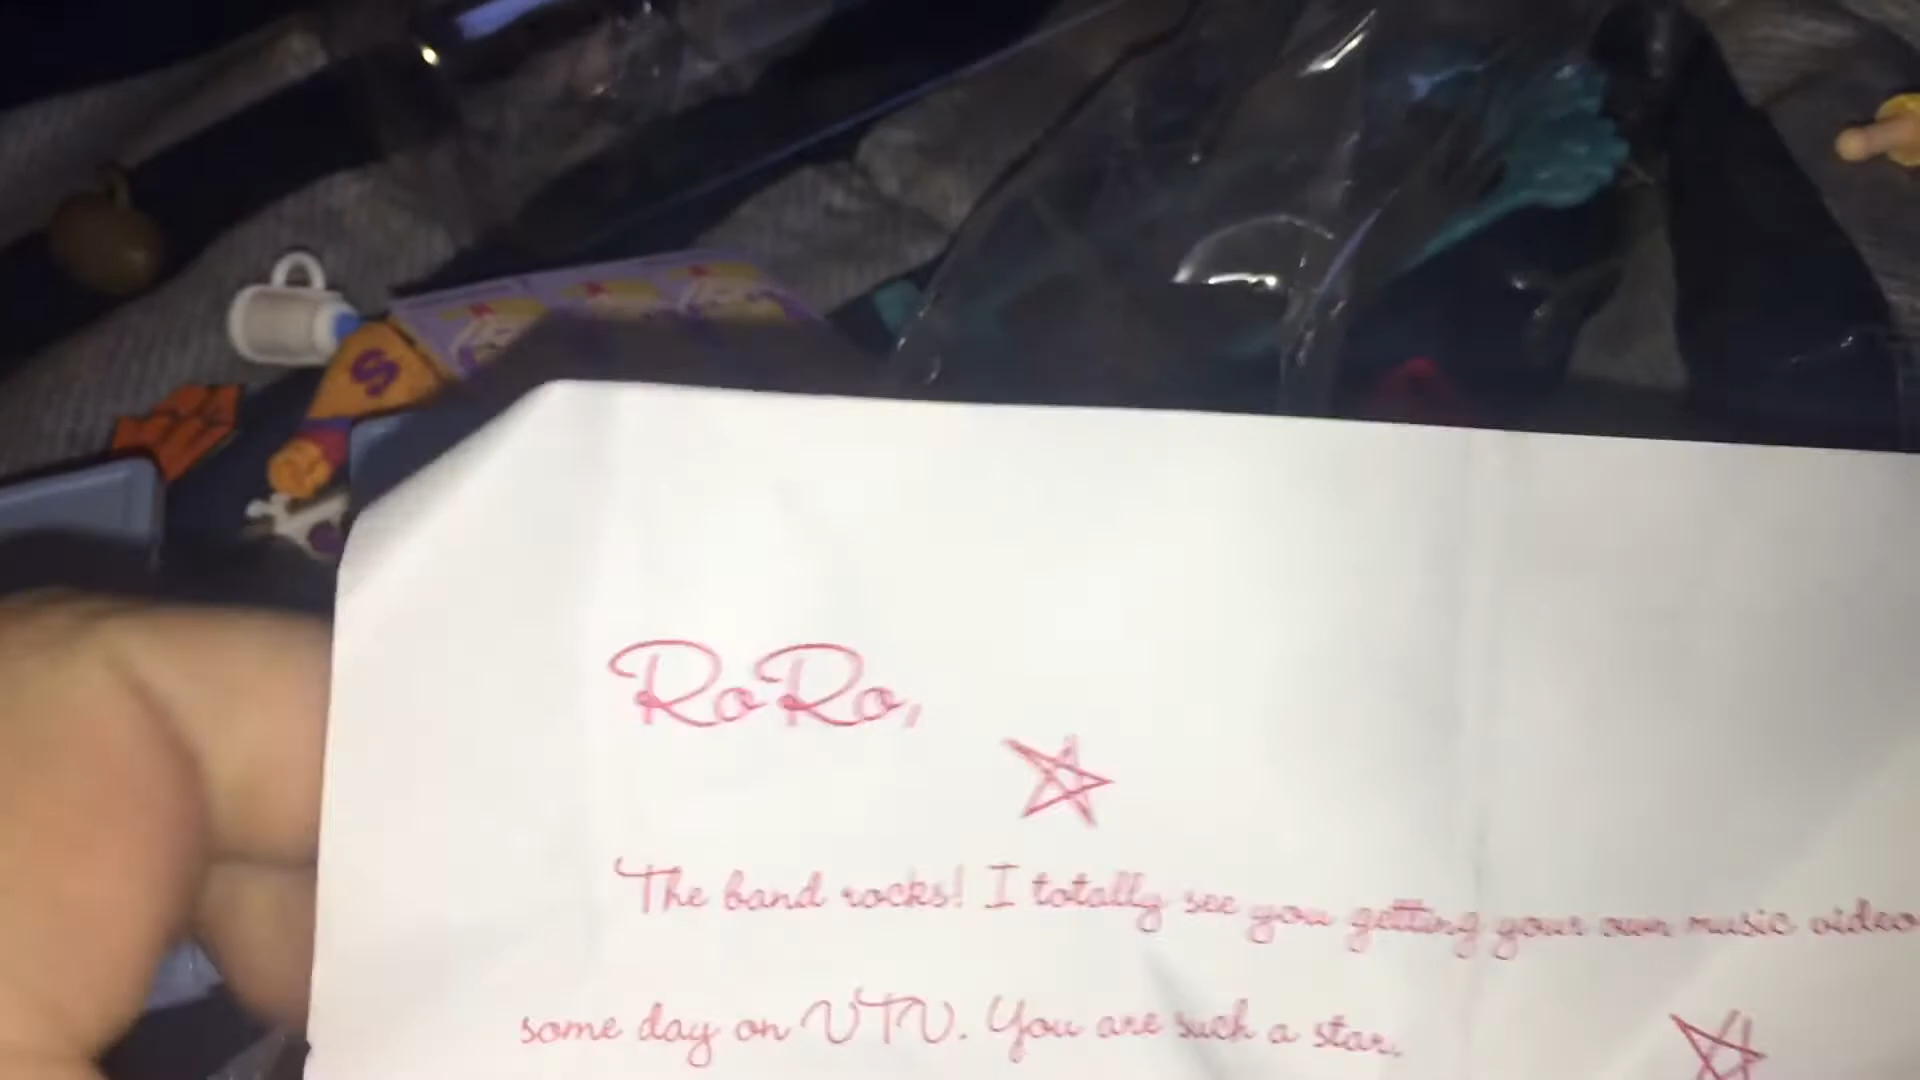 S
RoRo,
The band rocks! I totally see you getting your own music video
some day on VTV. You are such a star.